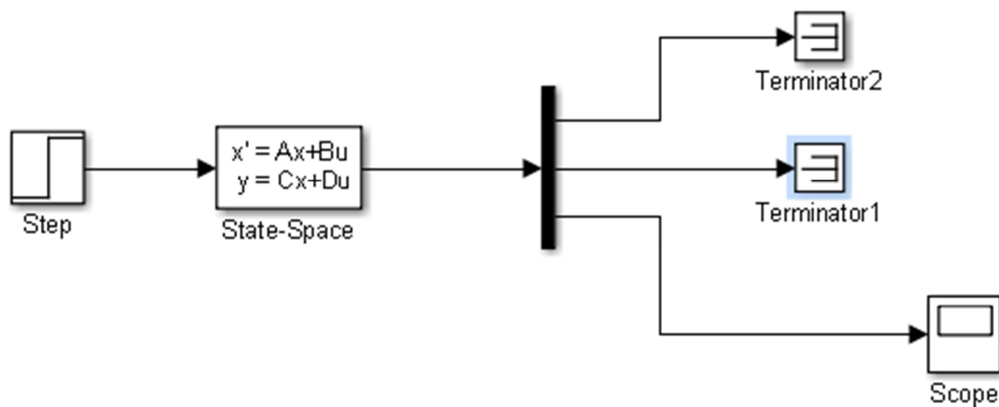 Terminator2
Step
x' = Ax+Bu
y = Cx+Du
State-Space
Terminator1
Scope